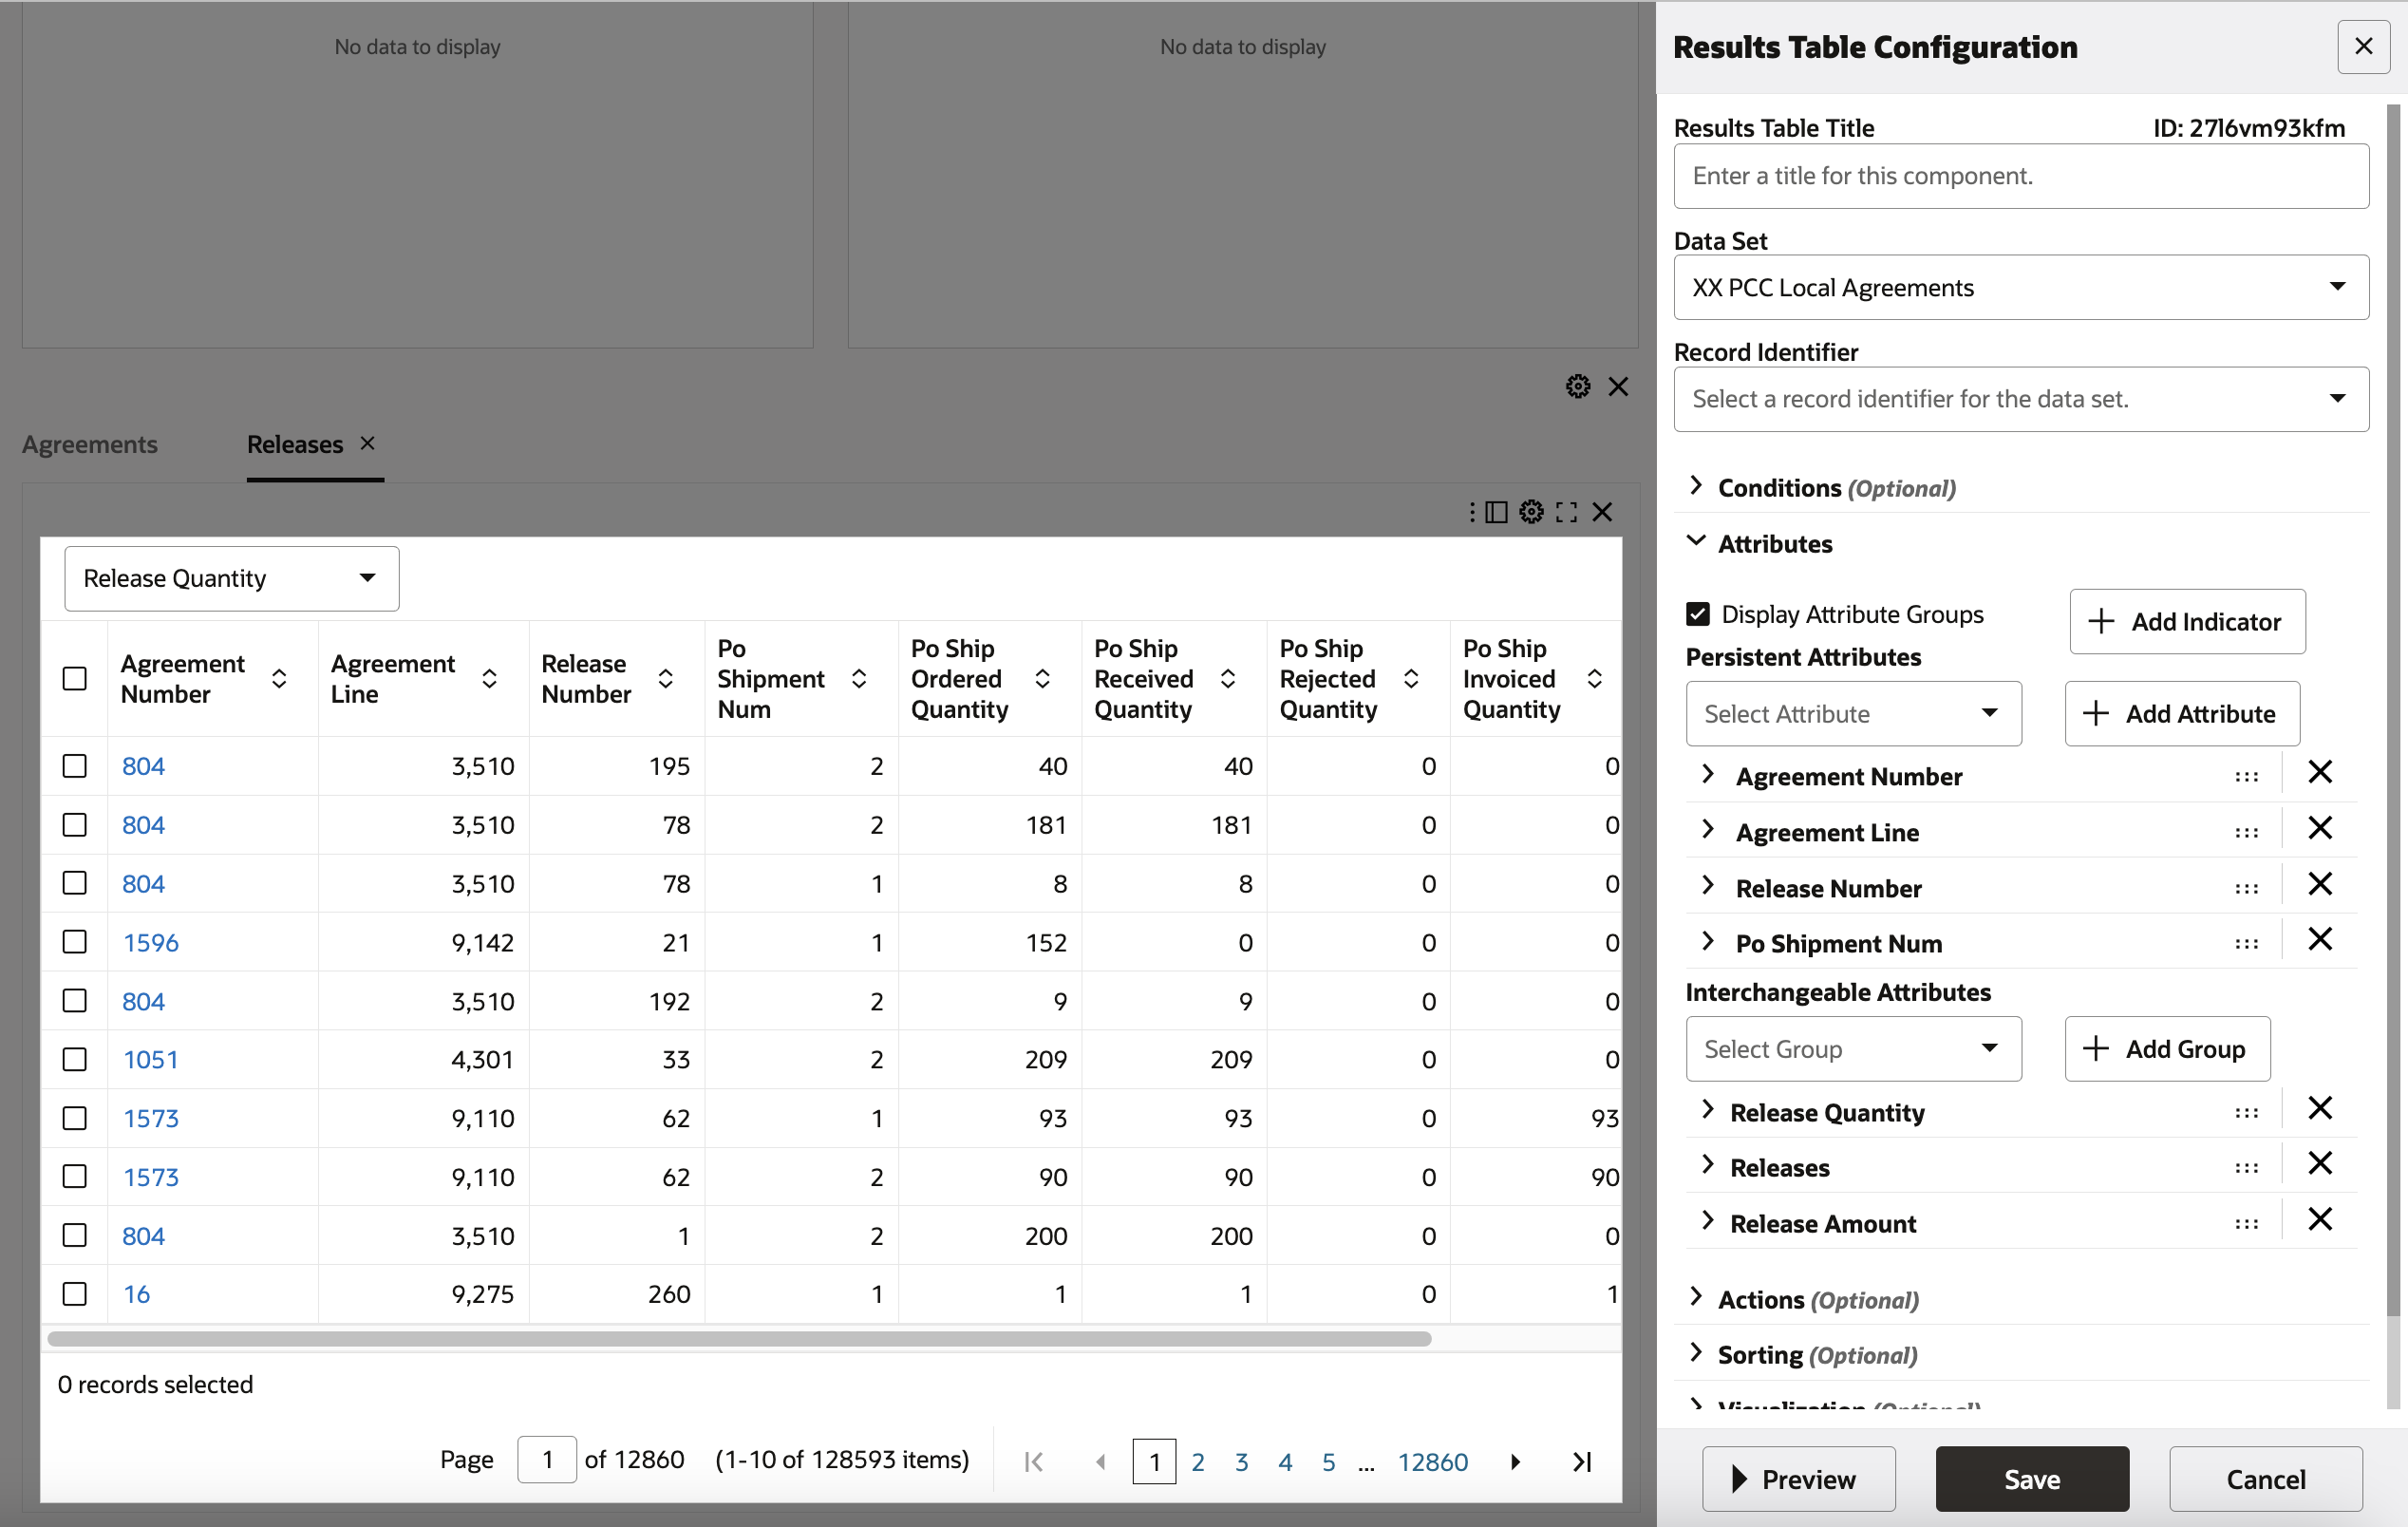 No data to display
No data to display
Agreements
Releases
Release Quantity
Agreement Number
Agreement Line
Release Number
Po Shipment Num
Po Ship Ordered Quantity
Po Ship Received Quantity
Po Ship Rejected Quantity
Po Ship Invoiced Quantity
804 3,510 195 2 40 40 0 0
804 3,510 78 2 181 181 0 0
804 3,510 78 1 8 8 0 0
1596 9,142 21 1 152 0 0 0
804 3,510 192 2 9 9 0 0
1051 4,301 33 2 209 209 0 0
1573 9,110 62 1 93 93 0 93
1573 9,110 62 2 90 90 0 90
804 3,510 1 2 200 200 0 0
16 9,275 260 1 1 1 0 1
0 records selected
Page 1 of 12860 (1-10 of 128593 items) 1 2 3 4 5 ... 12860
Results Table Configuration
Results Table Title ID: 27l6vm93kfm
Enter a title for this component.
Data Set
XX PCC Local Agreements
Record Identifier
Select a record identifier for the data set.
Conditions (Optional)
Attributes
Display Attribute Groups
Add Indicator
Persistent Attributes
Select Attribute
Add Attribute
Agreement Number
Agreement Line
Release Number
Po Shipment Num
Interchangeable Attributes
Select Group
Add Group
Release Quantity
Releases
Release Amount
Actions (Optional)
Sorting (Optional)
Visualization (Optional)
Preview
Save
Cancel